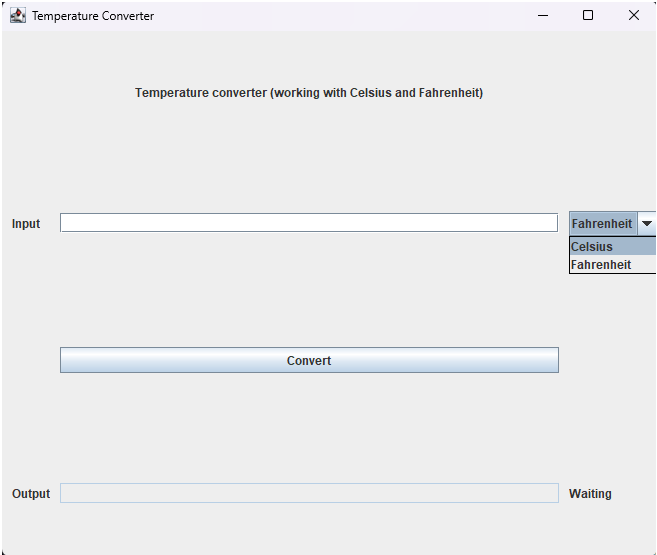 Temperature Converter
Temperature converter (working with Celsius and Fahrenheit)
Input
Fahrenheit
Celsius
Fahrenheit
Convert
Output
Waiting